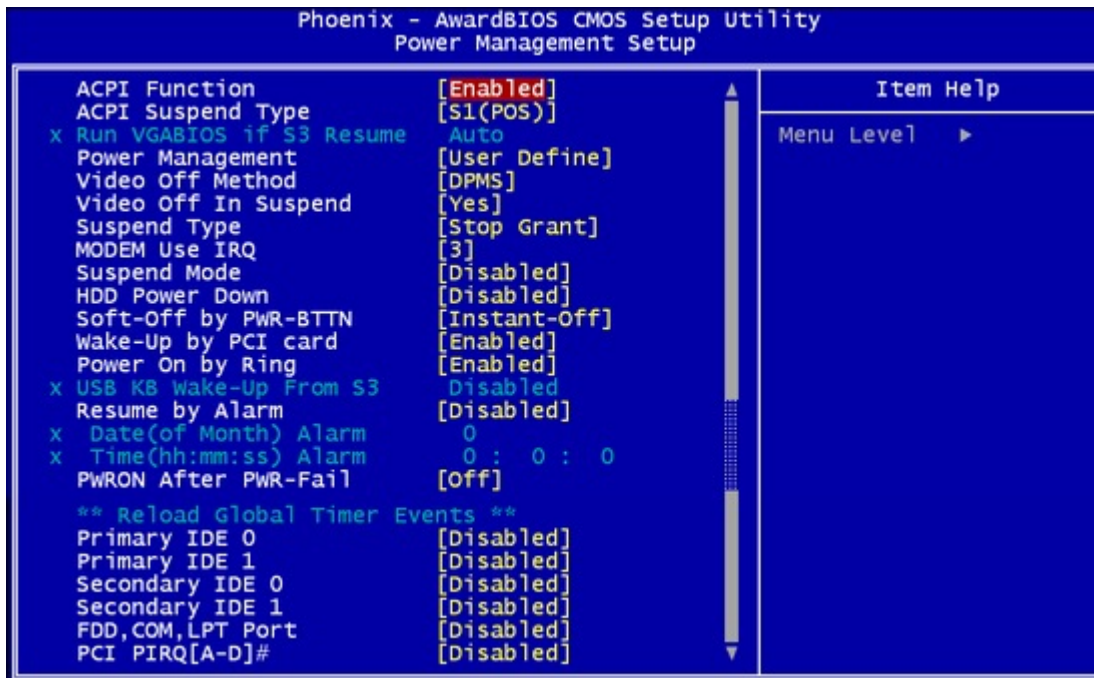 Phoenix - AwardBIOS CMOS Setup Utility
Power Management Setup
ACPI Function [Enabled]
ACPI Suspend Type [S1(POS)]
x Run VGABIOS if S3 Resume Auto
Power Management [User Define]
Video Off Method [DPMS]
Video Off In Suspend [Yes]
Suspend Type [Stop Grant]
MODEM Use IRQ [3]
Suspend Mode [Disabled]
HDD Power Down [Disabled]
Soft-Off by PWR-BTTN [Instant-Off]
Wake-Up by PCI card [Enabled]
Power On by Ring [Enabled]
x USB KB Wake-Up From S3 Disabled
Resume by Alarm [Disabled]
x Date(of Month) Alarm 0
x Time(hh:mm:ss) Alarm 0 : 0 : 0
PWRON After PWR-Fail [Off]
** Reload Global Timer Events **
Primary IDE 0 [Disabled]
Primary IDE 1 [Disabled]
Secondary IDE 0 [Disabled]
Secondary IDE 1 [Disabled]
FDD,COM,LPT Port [Disabled]
PCI PIRQ[A-D]# [Disabled]
Item Help
Menu Level ►